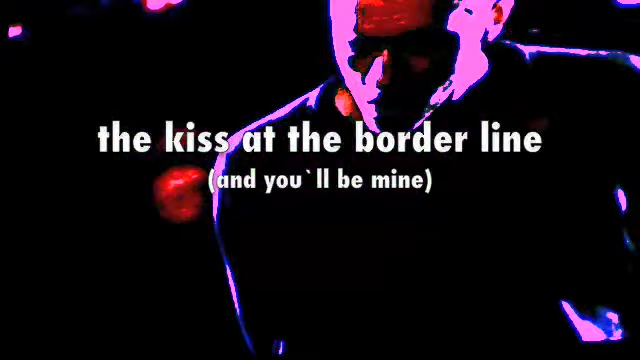 the kiss at the border line
(and you`ll be mine)